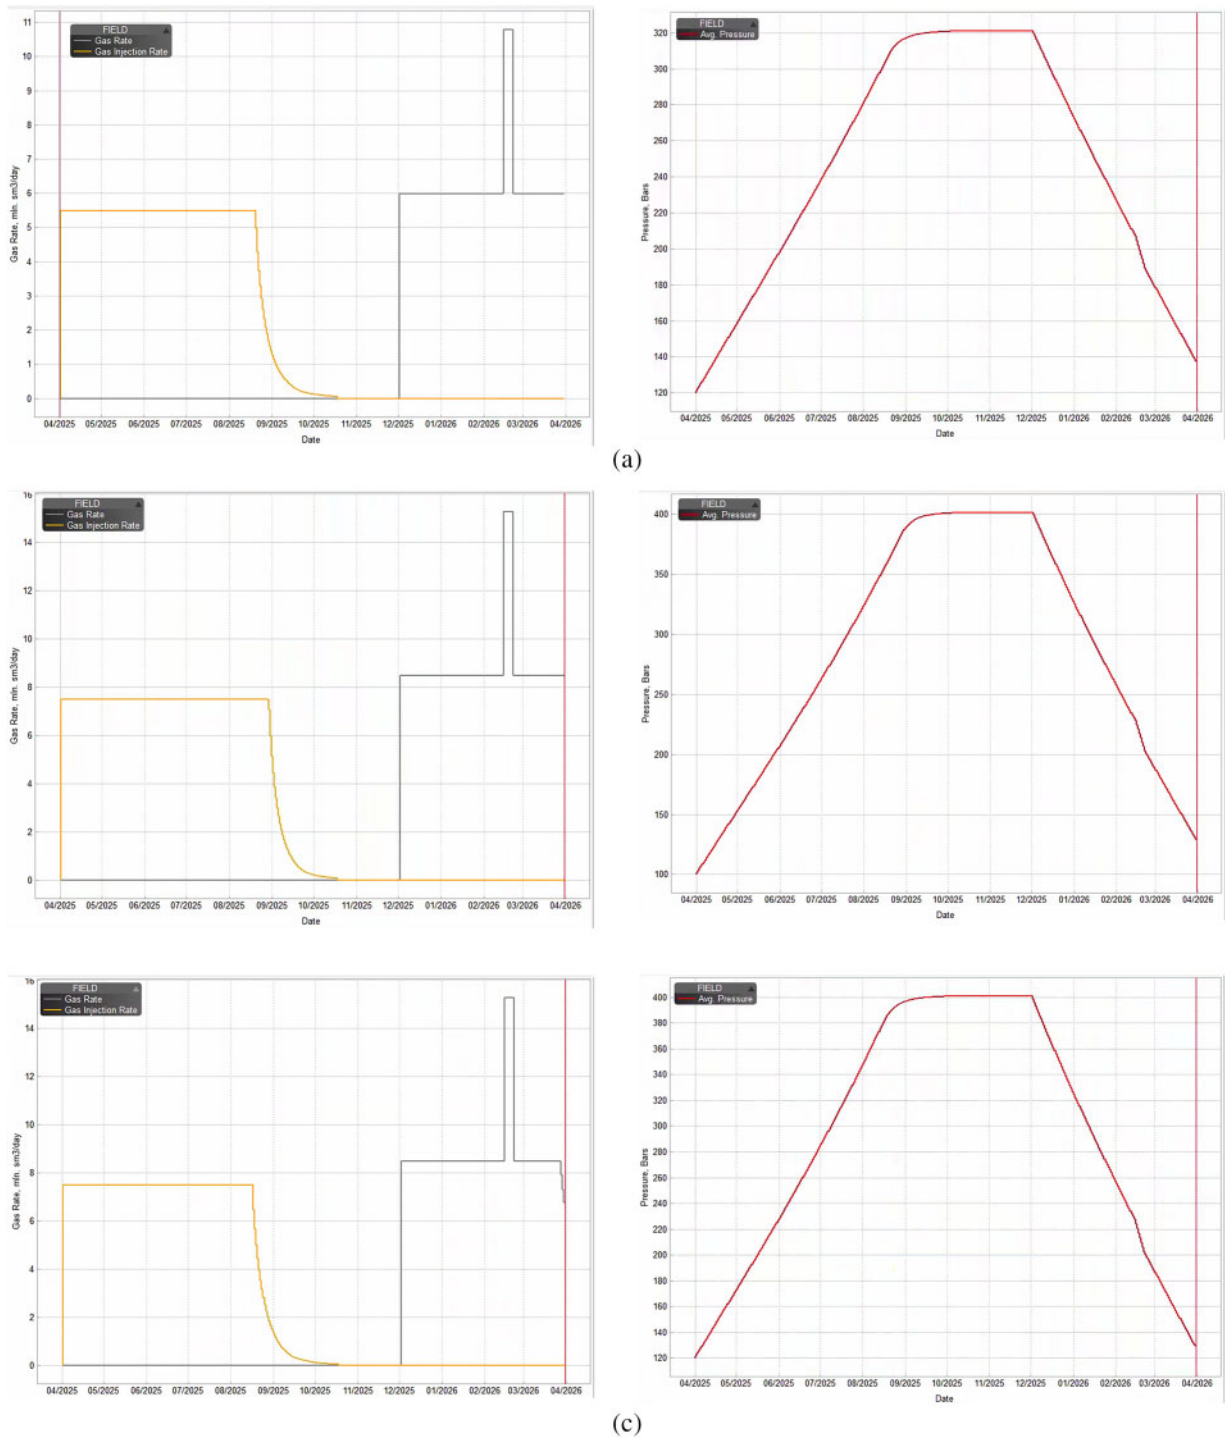 FIELD
Gas Rate
Gas Injection Rate
11
10
9
8
7
6
5
4
3
2
1
0
Gas Rate, mln. sm3/day
04/2025 05/2025 06/2025 07/2025 08/2025 09/2025 10/2025 11/2025 12/2025 01/2026 02/2026 03/2026 04/2026
Date
FIELD
Avg. Pressure
320
300
280
260
240
220
200
180
160
140
120
Pressure, Bars
04/2025 05/2025 06/2025 07/2025 08/2025 09/2025 10/2025 11/2025 12/2025 01/2026 02/2026 03/2026 04/2026
Date
(a)
FIELD
Gas Rate
Gas Injection Rate
16
14
12
10
8
6
4
2
0
Gas Rate, mln. sm3/day
04/2025 05/2025 06/2025 07/2025 08/2025 09/2025 10/2025 11/2025 12/2025 01/2026 02/2026 03/2026 04/2026
Date
FIELD
Avg. Pressure
400
350
300
250
200
150
100
Pressure, Bars
04/2025 05/2025 06/2025 07/2025 08/2025 09/2025 10/2025 11/2025 12/2025 01/2026 02/2026 03/2026 04/2026
Date
FIELD
Gas Rate
Gas Injection Rate
16
14
12
10
8
6
4
2
0
Gas Rate, mln. sm3/day
04/2025 05/2025 06/2025 07/2025 08/2025 09/2025 10/2025 11/2025 12/2025 01/2026 02/2026 03/2026 04/2026
Date
FIELD
Avg. Pressure
400
380
360
340
320
300
280
260
240
220
200
180
160
140
120
Pressure, Bars
04/2025 05/2025 06/2025 07/2025 08/2025 09/2025 10/2025 11/2025 12/2025 01/2026 02/2026 03/2026 04/2026
Date
(c)